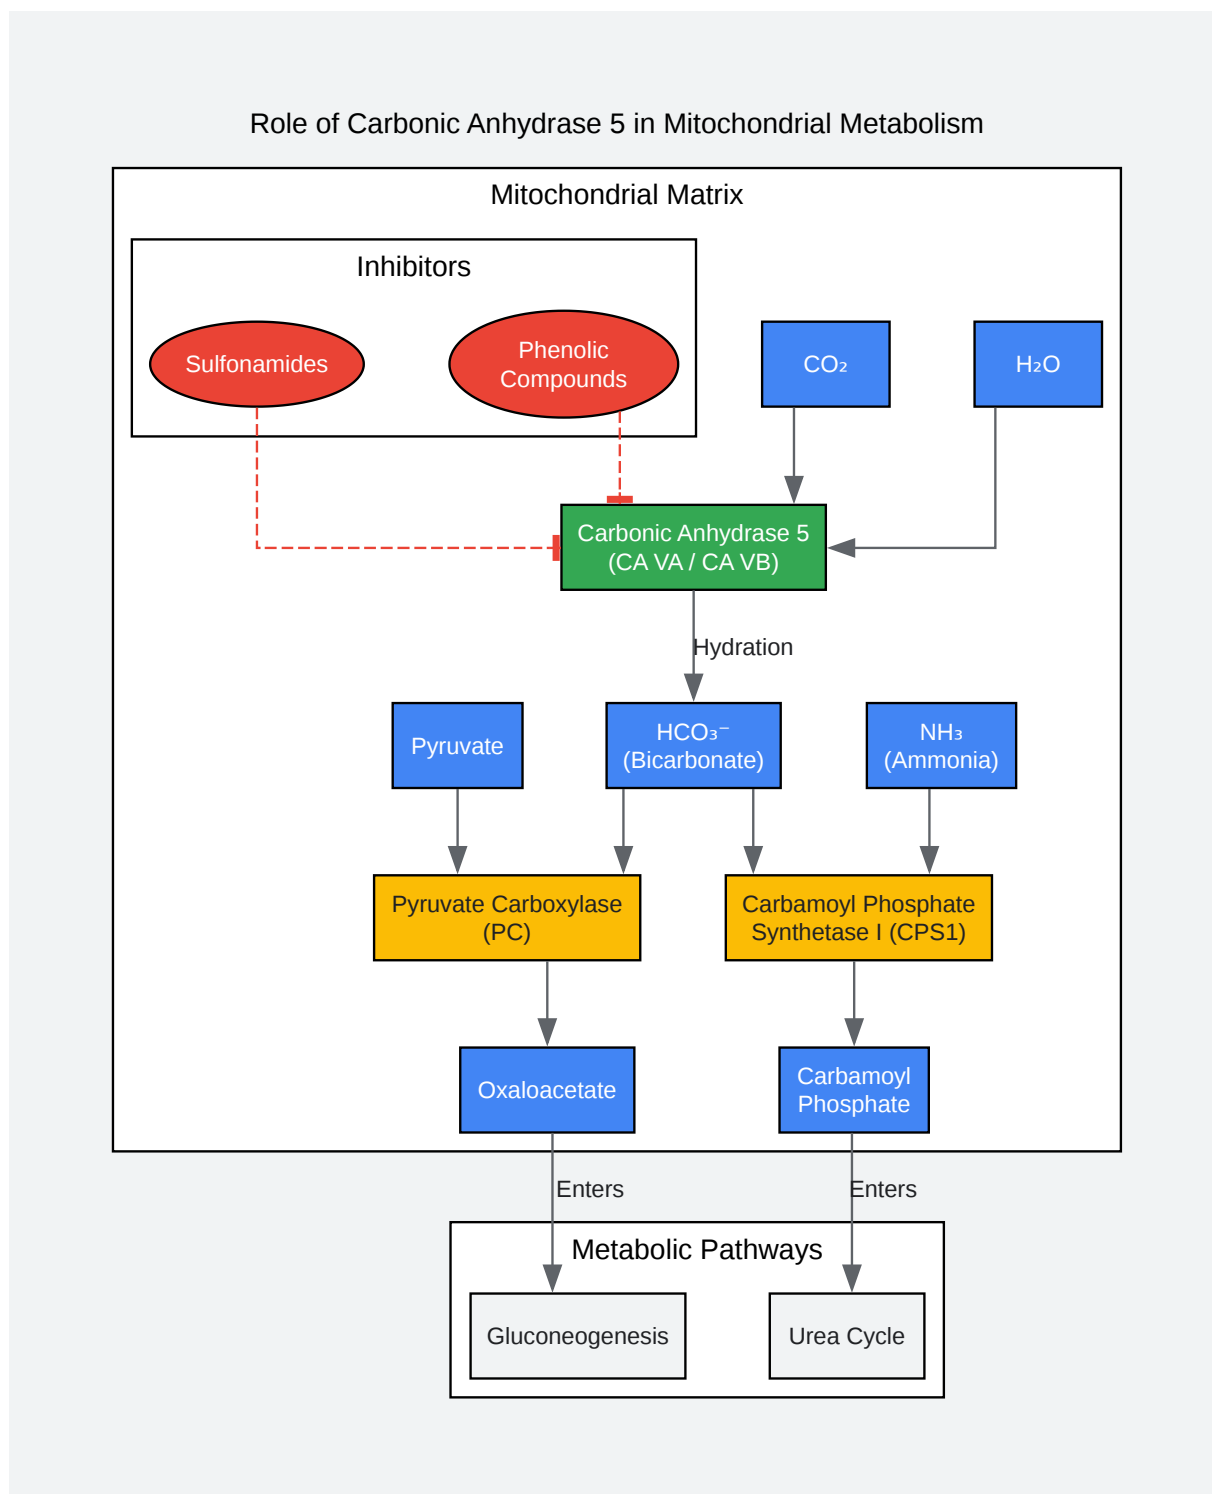 Role of Carbonic Anhydrase 5 in Mitochondrial Metabolism
Mitochondrial Matrix
Inhibitors
Sulfonamides
Phenolic
Compounds
CO₂
H₂O
Carbonic Anhydrase 5
(CA VA / CA VB)
Hydration
Pyruvate
HCO₃⁻
(Bicarbonate)
NH₃
(Ammonia)
Pyruvate Carboxylase
(PC)
Carbamoyl Phosphate
Synthetase I (CPS1)
Oxaloacetate
Carbamoyl
Phosphate
Enters
Enters
Metabolic Pathways
Gluconeogenesis
Urea Cycle